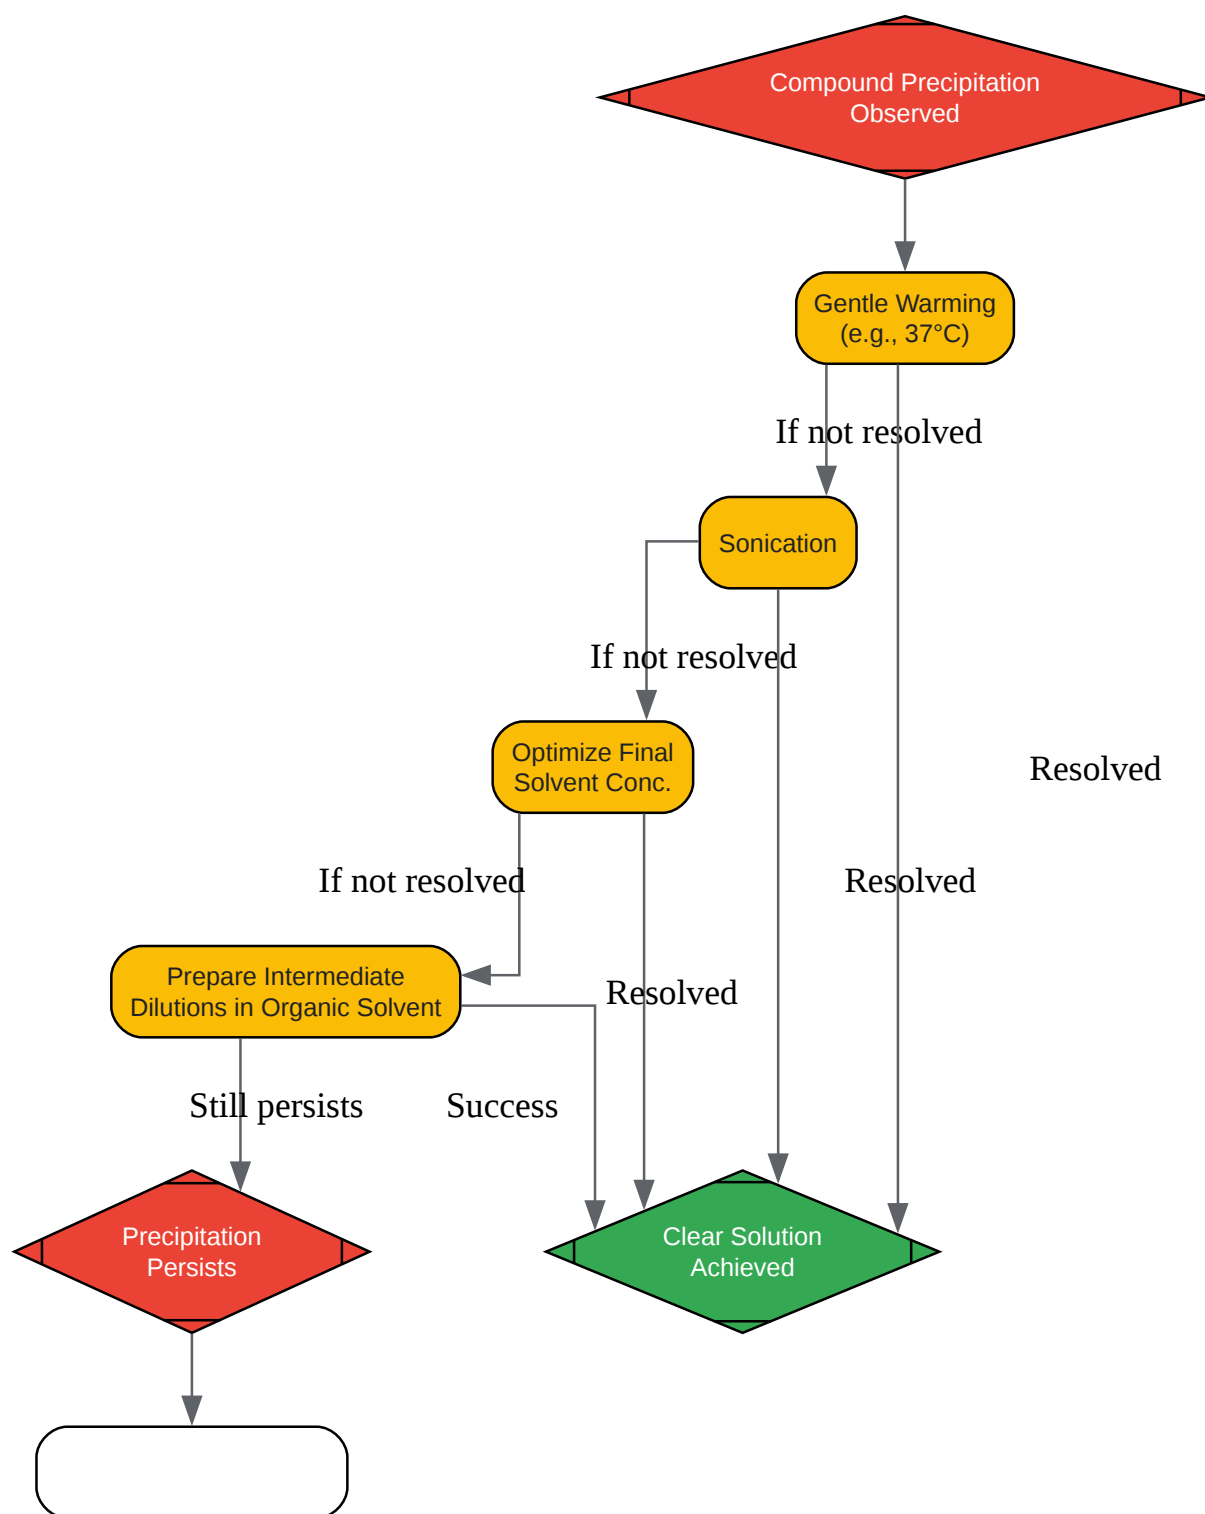 Compound Precipitation
Observed
Gentle Warming
(e.g., 37°C)
If not resolved
Sonication
If not resolved
Optimize Final
Solvent Conc.
Resolved
If not resolved
Resolved
Prepare Intermediate
Dilutions in Organic Solvent
Resolved
Still persists
Success
Precipitation
Persists
Clear Solution
Achieved